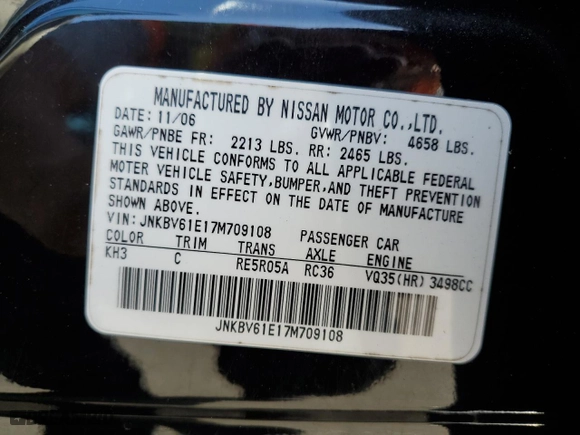 MANUFACTURED BY NISSAN MOTOR CO.,LTD.
DATE: 11/06 GVWR/PNBV: 4658 LBS.
GAWR/PNBE FR: 2213 LBS. RR: 2465 LBS.
THIS VEHICLE CONFORMS TO ALL APPLICABLE FEDERAL
MOTER VEHICLE SAFETY,BUMPER,AND THEFT PREVENTION
STANDARDS IN EFFECT ON THE DATE OF MANUFACTURE
SHOWN ABOVE.
VIN: JNKBV61E17M709108 PASSENGER CAR
COLOR TRIM TRANS AXLE ENGINE
KH3 C RE5R05A RC36 VQ35(HR) 3498CC
JNKBV61E17M709108